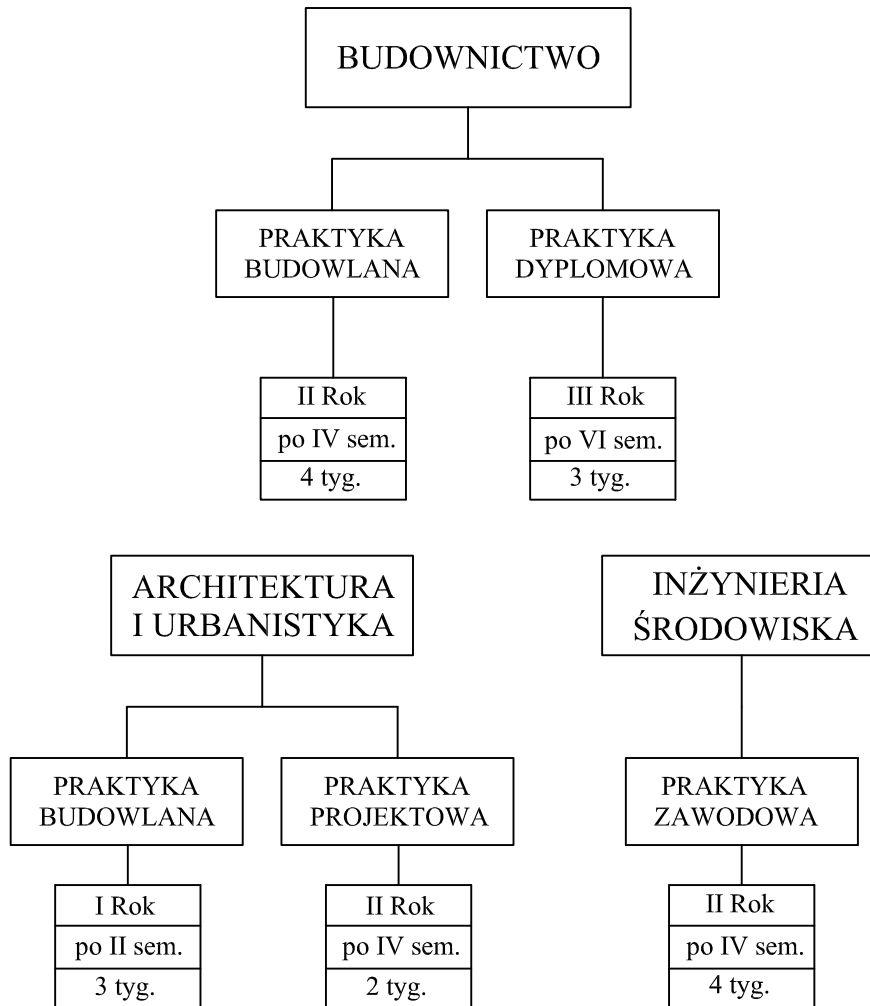 BUDOWNICTWO
PRAKTYKA
BUDOWLANA
PRAKTYKA
DYPLOMOWA
II Rok
po IV sem.
4 tyg.
III Rok
po VI sem.
3 tyg.
ARCHITEKTURA
I URBANISTYKA
INŻYNIERIA
ŚRODOWISKA
PRAKTYKA
BUDOWLANA
PRAKTYKA
PROJEKTOWA
PRAKTYKA
ZAWODOWA
I Rok
po II sem.
3 tyg.
II Rok
po IV sem.
2 tyg.
II Rok
po IV sem.
4 tyg.